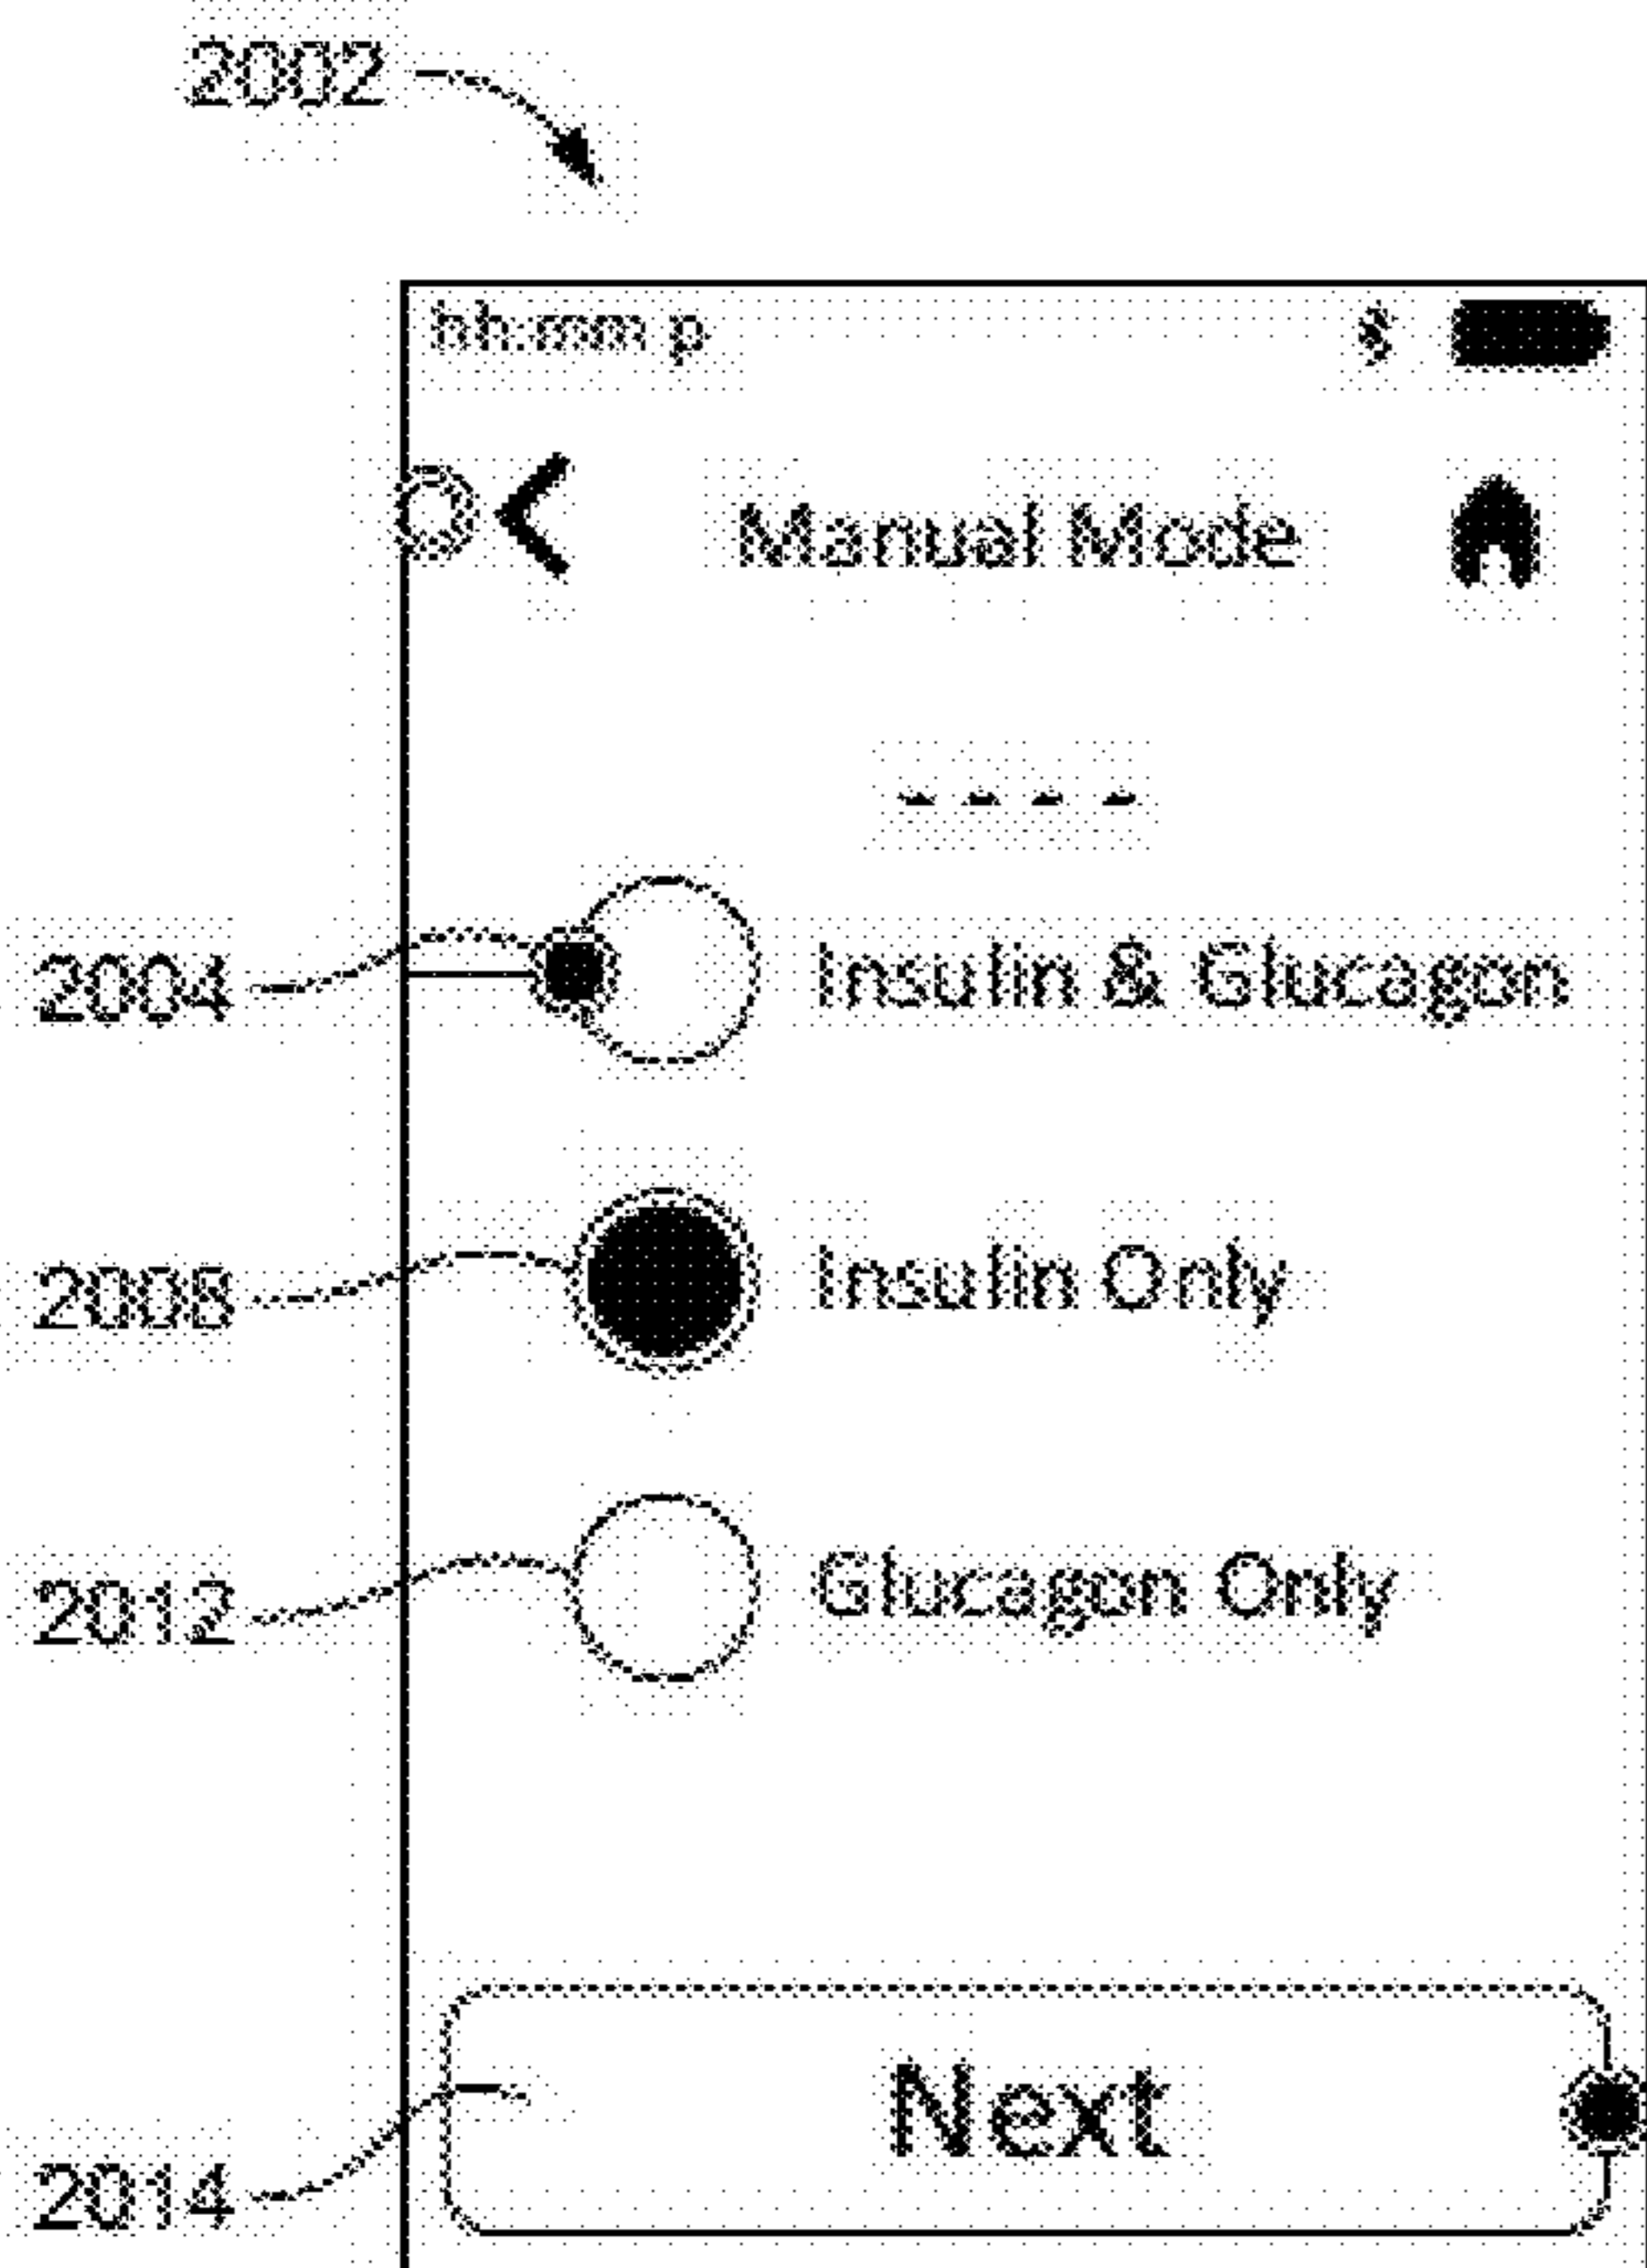 2002
hh:mm p
Manual Mode
- - - -
2004 Insulin & Glucagon
2008 Insulin Only
2012 Glucagon Only
Next
2014